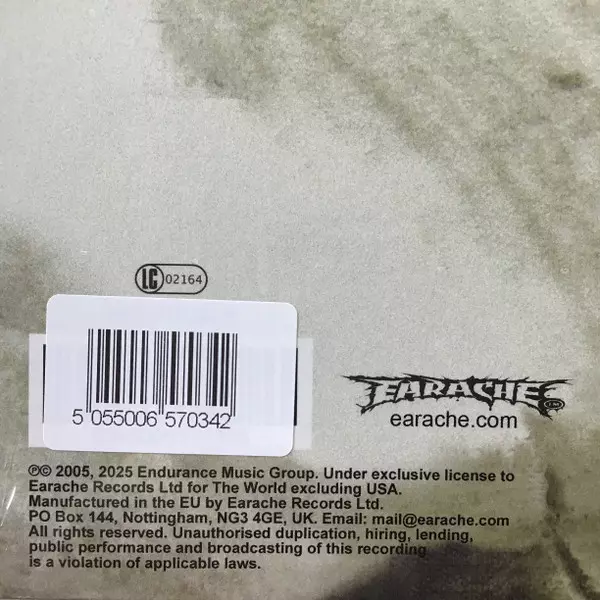 LC 02164
5 055006 570342
EARACHE TM
earache.com
℗© 2005, 2025 Endurance Music Group. Under exclusive license to
Earache Records Ltd for The World excluding USA.
Manufactured in the EU by Earache Records Ltd.
PO Box 144, Nottingham, NG3 4GE, UK. Email: mail@earache.com
All rights reserved. Unauthorised duplication, hiring, lending,
public performance and broadcasting of this recording
is a violation of applicable laws.